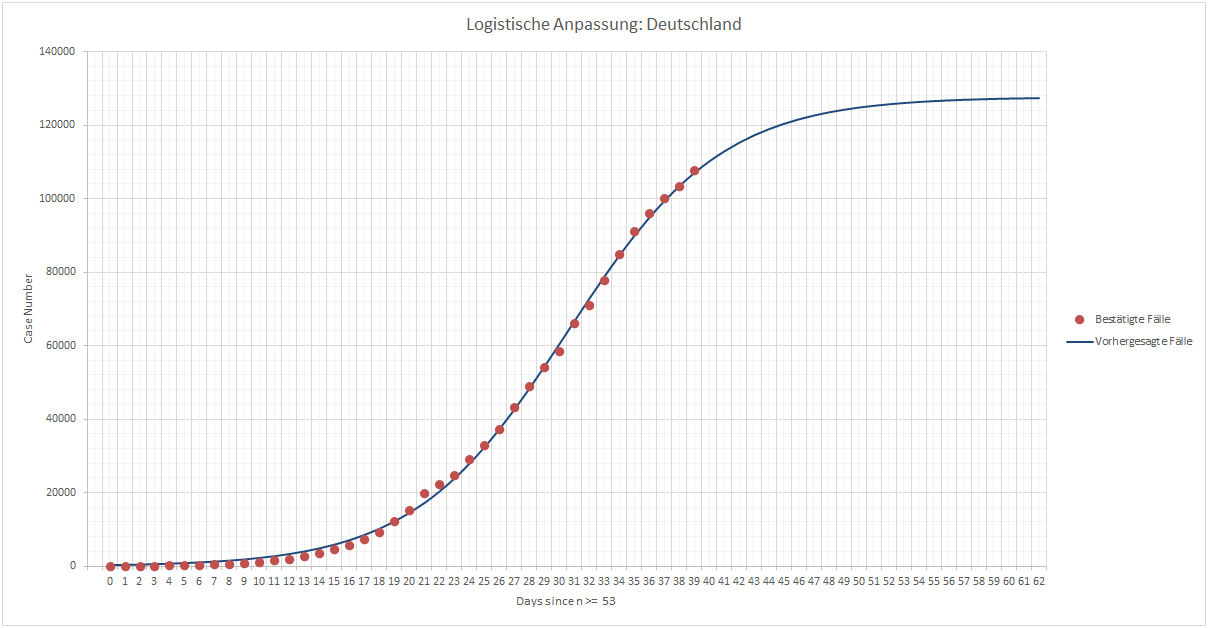 Logistische Anpassung: Deutschland
140000
120000
100000
80000
60000
40000
20000
0
Case Number
0 1 2 3 4 5 6 7 8 9 10 11 12 13 14 15 16 17 18 19 20 21 22 23 24 25 26 27 28 29 30 31 32 33 34 35 36 37 38 39 40 41 42 43 44 45 46 47 48 49 50 51 52 53 54 55 56 57 58 59 60 61 62
Days since n >= 53
Bestätigte Fälle
Vorhergesagte Fälle